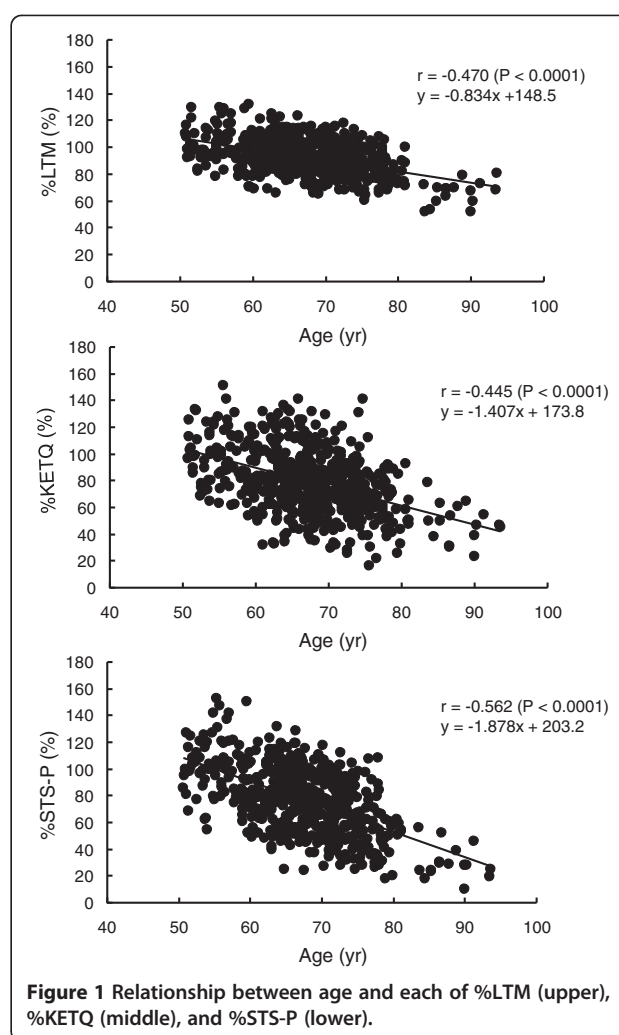 180
160
140
120
100
80
60
40
20
0
%LTM (%)
r = -0.470 (P < 0.0001)
y = -0.834x +148.5
40 50 60 70 80 90 100
Age (yr)
180
160
140
120
100
80
60
40
20
0
%KETQ (%)
r = -0.445 (P < 0.0001)
y = -1.407x + 173.8
40 50 60 70 80 90 100
Age (yr)
180
160
140
120
100
80
60
40
20
0
%STS-P (%)
r = -0.562 (P < 0.0001)
y = -1.878x + 203.2
40 50 60 70 80 90 100
Age (yr)
Figure 1 Relationship between age and each of %LTM (upper),
%KETQ (middle), and %STS-P (lower).